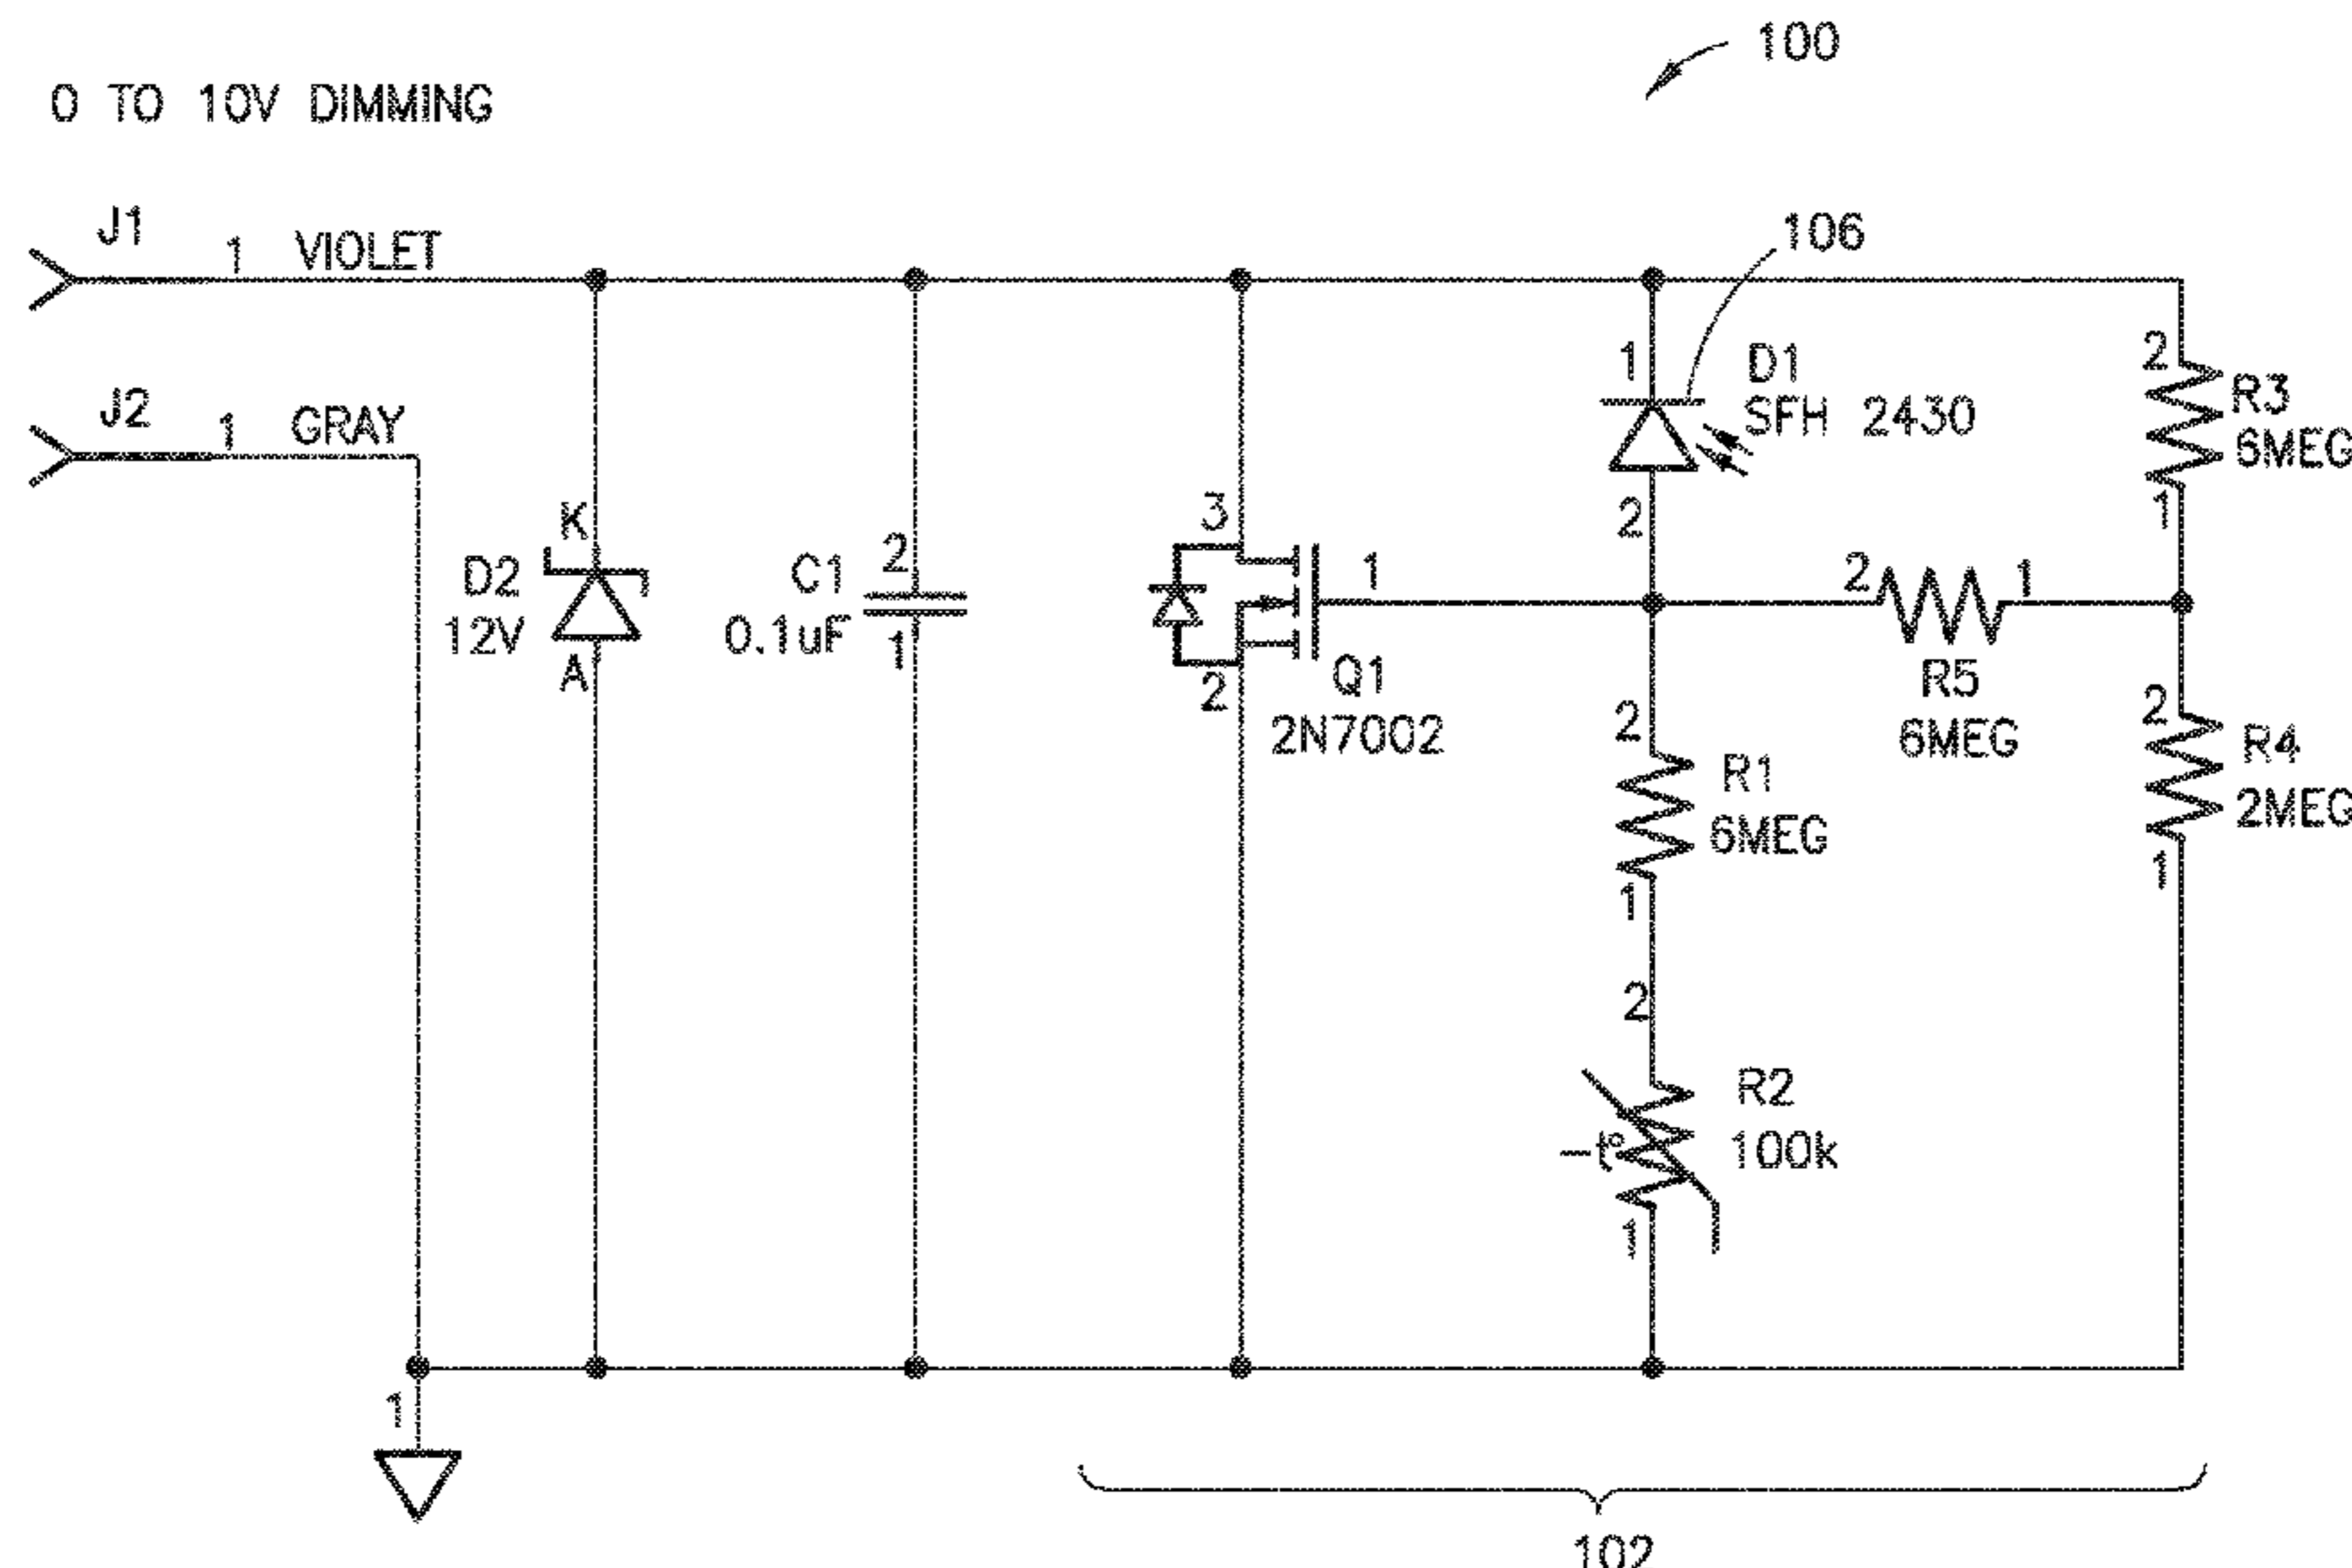 100
0 TO 10V DIMMING
J1
1 VIOLET
106
J2
1 GRAY
1
D1
SFH 2430
2
R3
6MEG
1
2
K
D2
12V
A
C1
0.1uF
2
1
3
1
2
Q1
2N7002
2
1
R5
6MEG
2
R1
6MEG
1
2
R4
2MEG
1
2
R2
100k
-t°
1
1
102